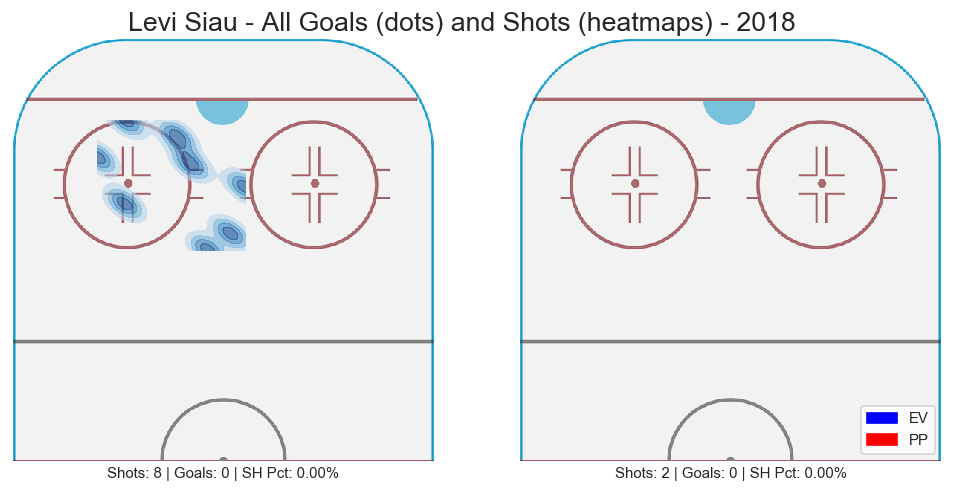 Levi Siau - All Goals (dots) and Shots (heatmaps) - 2018
EV
PP
Shots: 8 | Goals: 0 | SH Pct: 0.00%
Shots: 2 | Goals: 0 | SH Pct: 0.00%